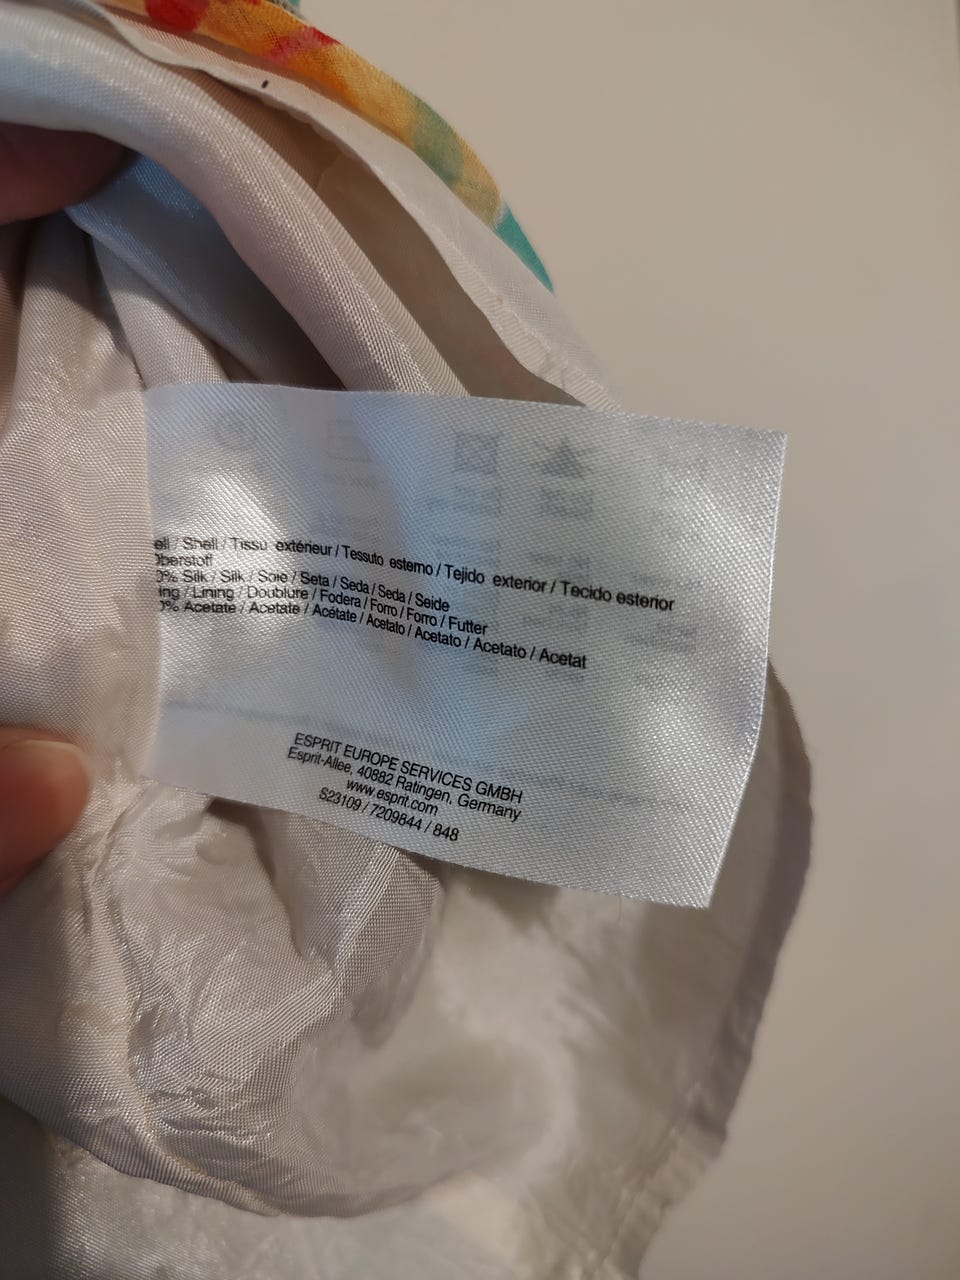 ell / Shell / Tissu extérieur / Tessuto esterno / Tejido exterior / Tecido esterior
Oberstoff
0% Silk / Silk / Soie / Seta / Seda / Seda / Seide
ing / Lining / Doublure / Fodera / Forro / Forro / Futter
0% Acetate / Acetate / Acétate / Acetato / Acetato / Acetato / Acetat
ESPRIT EUROPE SERVICES GMBH
Esprit-Allee, 40882 Ratingen, Germany
www.esprit.com
S23109 / 7209844 / 848